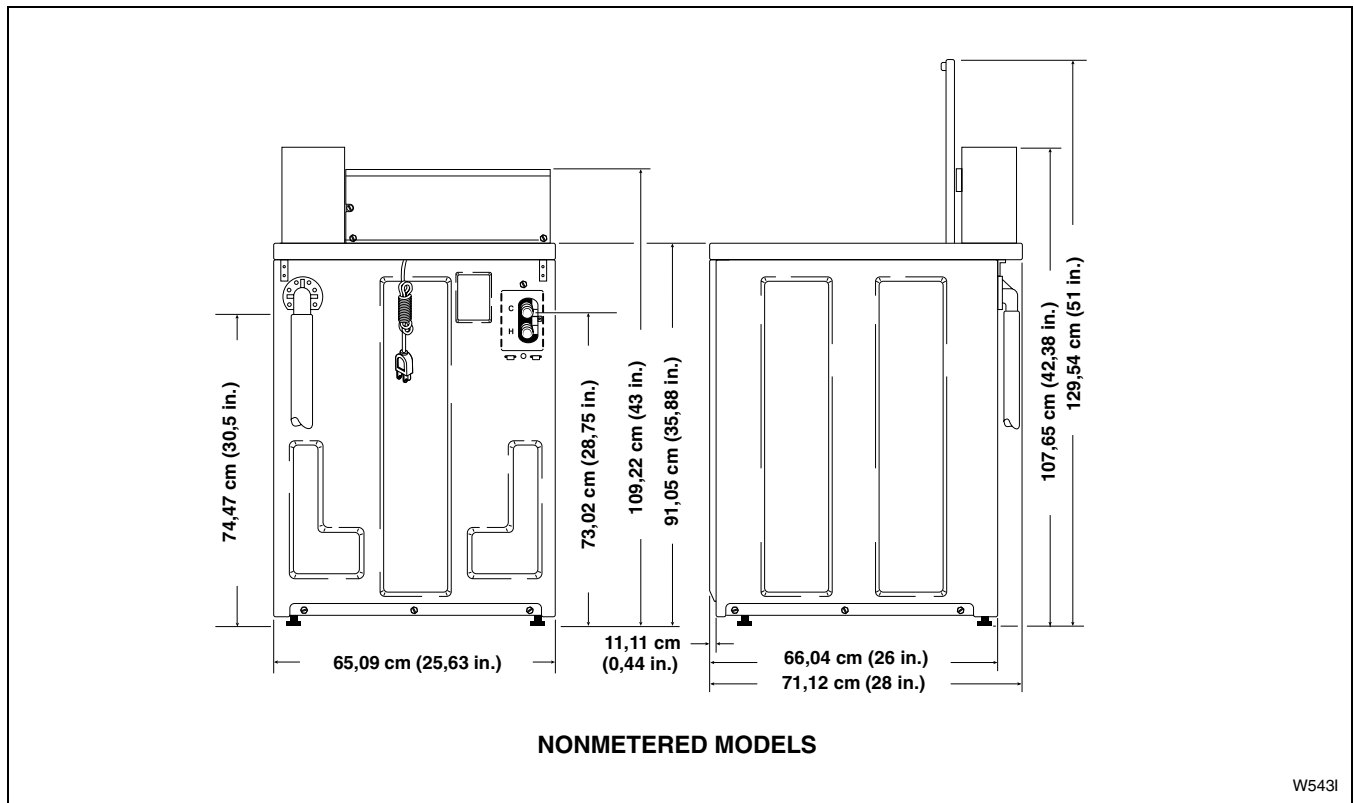 C
H
74,47 cm (30,5 in.)
73,02 cm (28,75 in.)
109,22 cm (43 in.)
91,05 cm (35,88 in.)
107,65 cm (42,38 in.)
129,54 cm (51 in.)
65,09 cm (25,63 in.)
11,11 cm
(0,44 in.)
66,04 cm (26 in.)
71,12 cm (28 in.)
NONMETERED MODELS
W543I